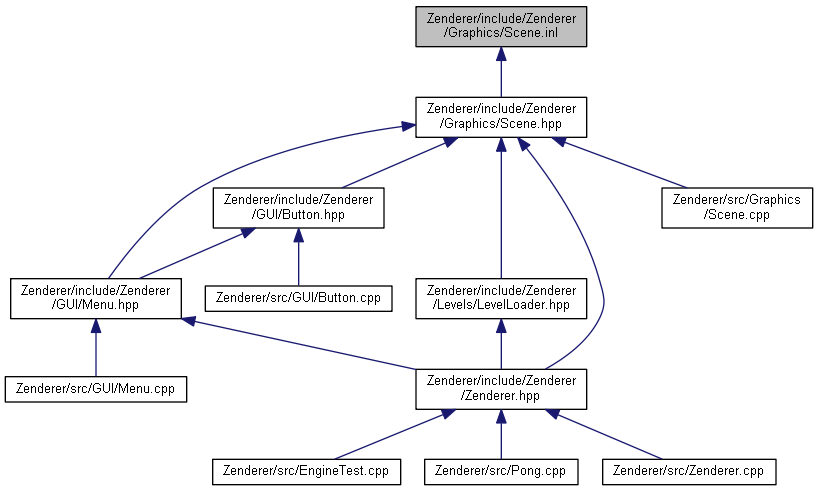 Zenderer/include/Zenderer
/Graphics/Scene.inl
Zenderer/include/Zenderer
/Graphics/Scene.hpp
Zenderer/include/Zenderer
/GUI/Button.hpp
Zenderer/src/Graphics
/Scene.cpp
Zenderer/include/Zenderer
/GUI/Menu.hpp
Zenderer/src/GUI/Button.cpp
Zenderer/include/Zenderer
/Levels/LevelLoader.hpp
Zenderer/src/GUI/Menu.cpp
Zenderer/include/Zenderer
/Zenderer.hpp
Zenderer/src/EngineTest.cpp
Zenderer/src/Pong.cpp
Zenderer/src/Zenderer.cpp